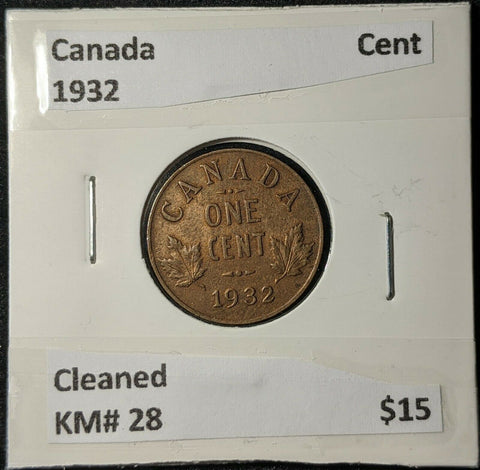 Canada Cent
1932
CANADA
ONE
CENT
1932
Cleaned
KM# 28 $15